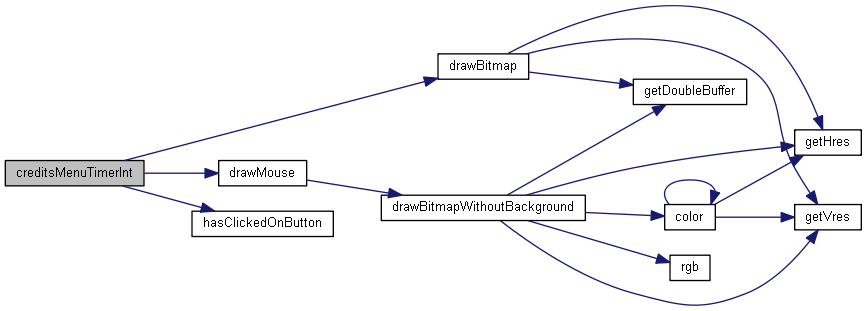 drawBitmap
getDoubleBuffer
getHres
creditsMenuTimerInt
drawMouse
drawBitmapWithoutBackground
color
getVres
hasClickedOnButton
rgb